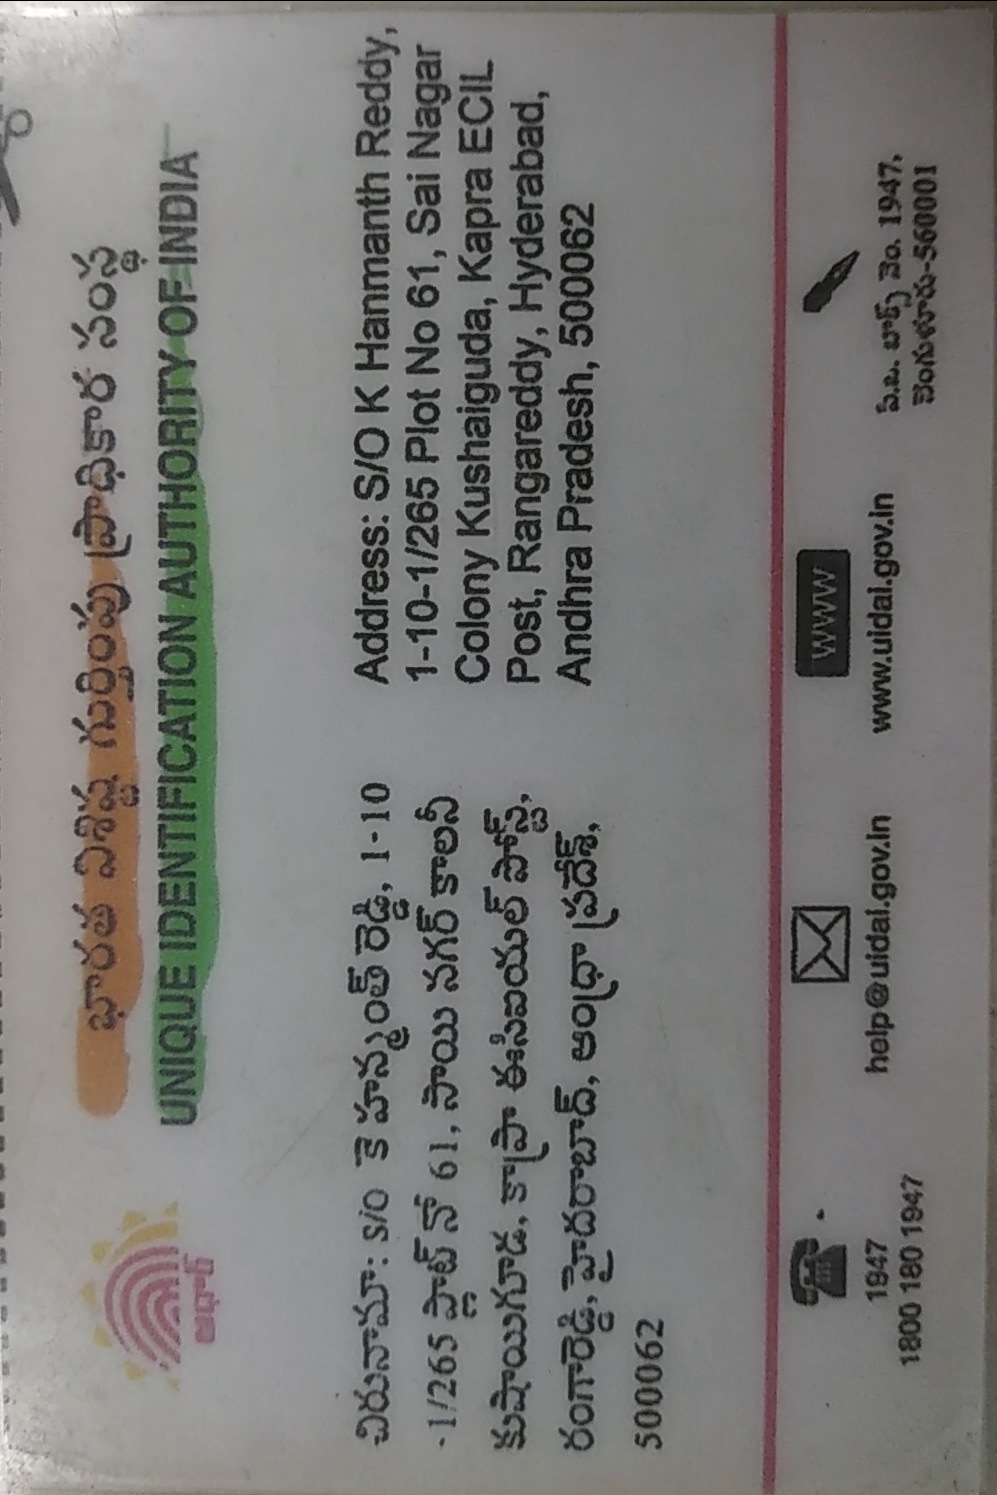 భారత విశిష్ట గుర్తింపు ప్రాధికార సంస్థ
UNIQUE IDENTIFICATION AUTHORITY OF INDIA
ఆధార్
చిరునామా: S/O కె హన్మంత్ రెడ్డి, 1-10
-1/265 ప్లాట్ నో 61, సాయి నగర్ కాలనీ
కుషాయిగూడ, కాప్రా ఈసిఐయల్ పోస్ట్,
రంగారెడ్డి, హైదరాబాద్, ఆంధ్రా ప్రదేశ్,
500062
Address: S/O K Hanmanth Reddy,
1-10-1/265 Plot No 61, Sai Nagar
Colony Kushaiguda, Kapra ECIL
Post, Rangareddy, Hyderabad,
Andhra Pradesh, 500062
1947
1800 180 1947
help@uidai.gov.in
WWW
www.uidai.gov.in
పి.బి. బాక్స్ నెం. 1947,
బెంగుళూరు-560001